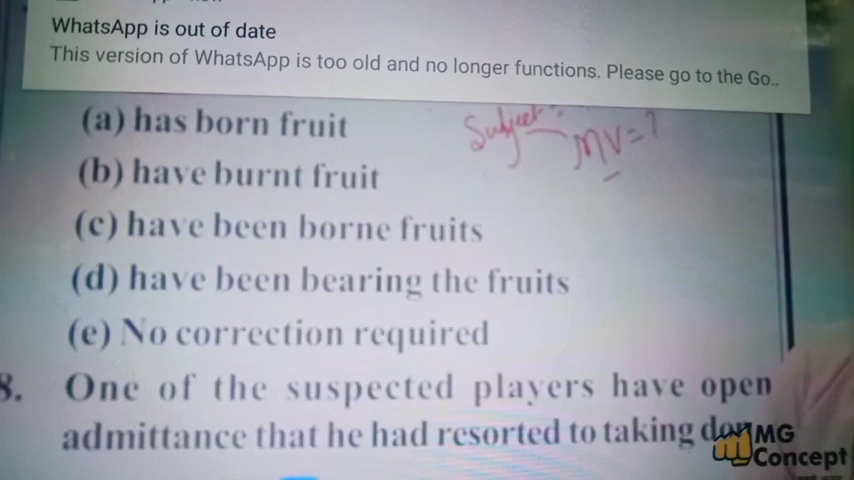 WhatsApp is out of date
This version of WhatsApp is too old and no longer functions. Please go to the Go..
(a) has born fruit
Subject
MV=?
(b) have burnt fruit
(c) have been borne fruits
(d) have been bearing the fruits
(e) No correction required
8. One of the suspected players have open
admittance that he had resorted to taking
MG
Concept